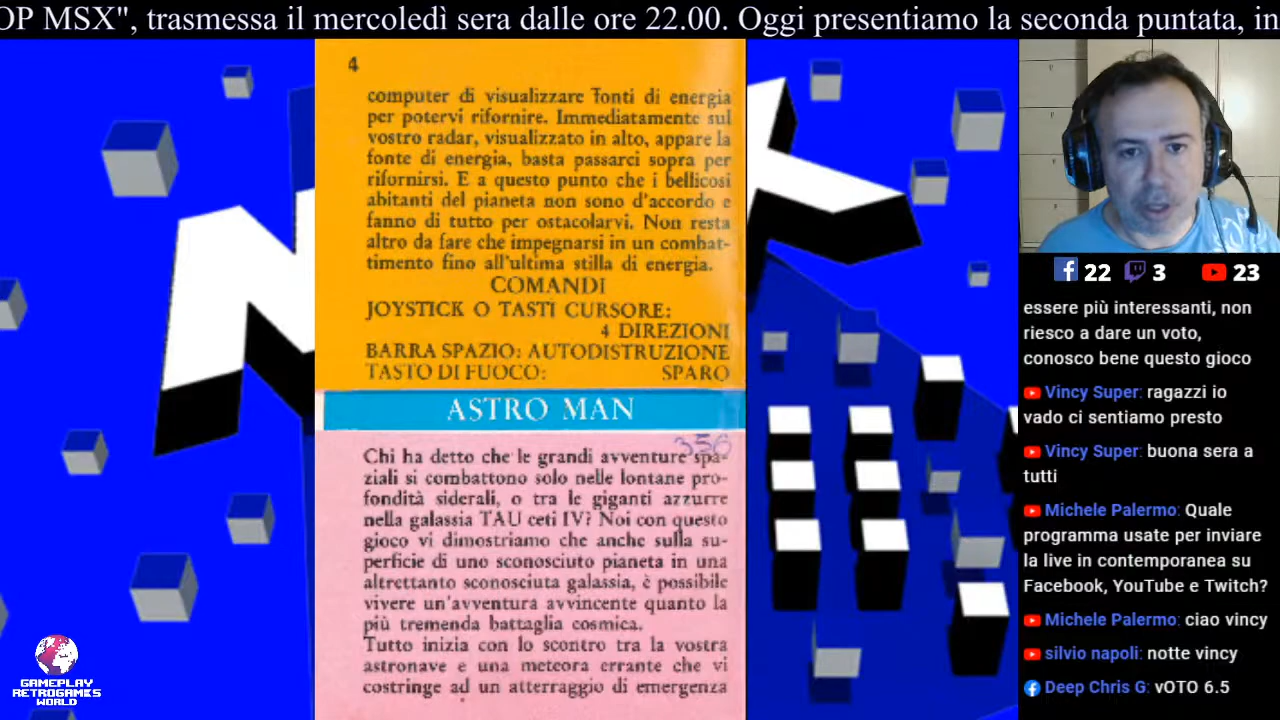 OP MSX", trasmessa il mercoledì sera dalle ore 22.00. Oggi presentiamo la seconda puntata, in
4
computer di visualizzare fonti di energia
per potervi rifornire. Immediatamente sul
vostro radar, visualizzato in alto, appare la
fonte di energia, basta passarci sopra per
rifornirsi. E a questo punto che i bellicosi
abitanti del pianeta non sono d'accordo e
fanno di tutto per ostacolarvi. Non resta
altro da fare che impegnarsi in un combat-
timento fino all'ultima stilla di energia.
COMANDI
JOYSTICK O TASTI CURSORE:
4 DIREZIONI
BARRA SPAZIO: AUTODISTRUZIONE
TASTO DI FUOCO: SPARO
ASTRO MAN
356
Chi ha detto che le grandi avventure spa-
ziali si combattono solo nelle lontane pro-
fondità siderali, o tra le giganti azzurre
nella galassia TAU ceti IV? Noi con questo
gioco vi dimostriamo che anche sulla su-
perficie di uno sconosciuto pianeta in una
altrettanto sconosciuta galassia, è possibile
vivere un'avventura avvincente quanto la
più tremenda battaglia cosmica.
Tutto inizia con lo scontro tra la vostra
astronave e una meteora errante che vi
costringe ad un atterraggio di emergenza
22 3 23
essere più interessanti, non
riesco a dare un voto,
conosco bene questo gioco
Vincy Super: ragazzi io
vado ci sentiamo presto
Vincy Super: buona sera a
tutti
Michele Palermo: Quale
programma usate per inviare
la live in contemporanea su
Facebook, YouTube e Twitch?
Michele Palermo: ciao vincy
silvio napoli: notte vincy
Deep Chris G: vOTO 6.5
GAMEPLAY
RETROGAMES
WORLD